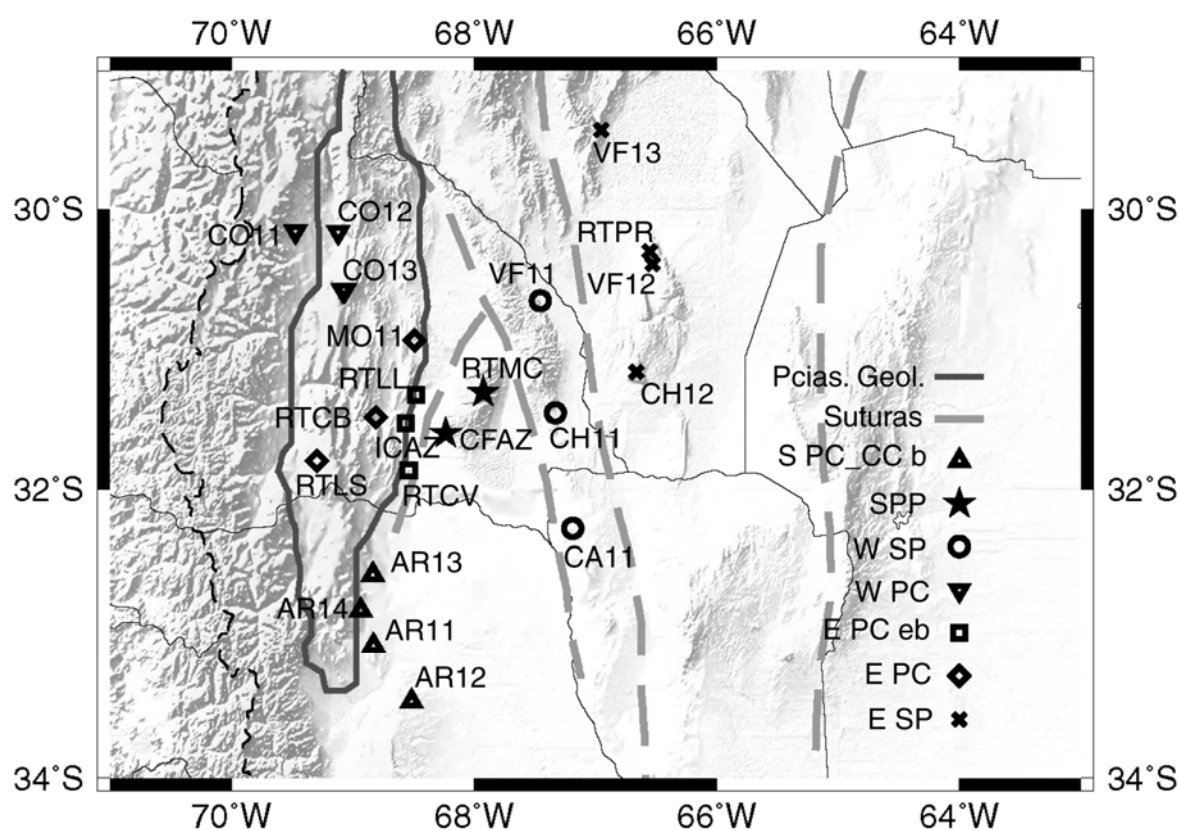 70˚W 68˚W 66˚W 64˚W
VF13
30˚S 30˚S
CO12
CO11
RTPR
CO13 VF11 VF12
MO11
RTMC
RTLL
CH12
Pcias. Geol.
RTCB
Suturas
ICAZ CFAZ CH11
S PC_CC b
RTLS RTCV
32˚S 32˚S
SPP
W SP
CA11
AR13
W PC
AR14
AR11
E PC eb
AR12
E PC
E SP
34˚S 34˚S
70˚W 68˚W 66˚W 64˚W